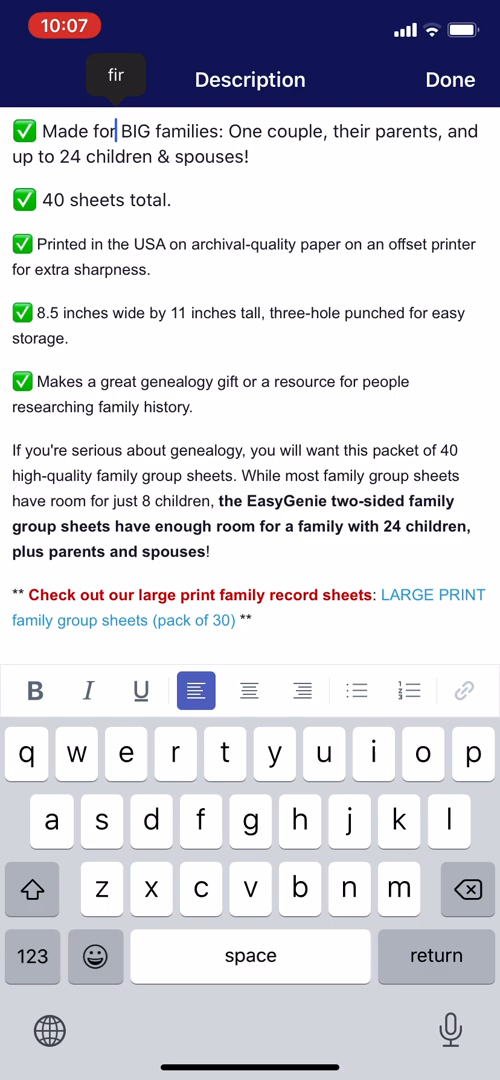 10:07
fir
Description
Done
✅ Made for BIG families: One couple, their parents, and
up to 24 children & spouses!
✅ 40 sheets total.
✅ Printed in the USA on archival-quality paper on an offset printer
for extra sharpness.
✅ 8.5 inches wide by 11 inches tall, three-hole punched for easy
storage.
✅ Makes a great genealogy gift or a resource for people
researching family history.
If you're serious about genealogy, you will want this packet of 40
high-quality family group sheets. While most family group sheets
have room for just 8 children, the EasyGenie two-sided family
group sheets have enough room for a family with 24 children,
plus parents and spouses!
** Check out our large print family record sheets: LARGE PRINT
family group sheets (pack of 30) **
B I U
q w e r t y u i o p
a s d f g h j k l
z x c v b n m
123 space return